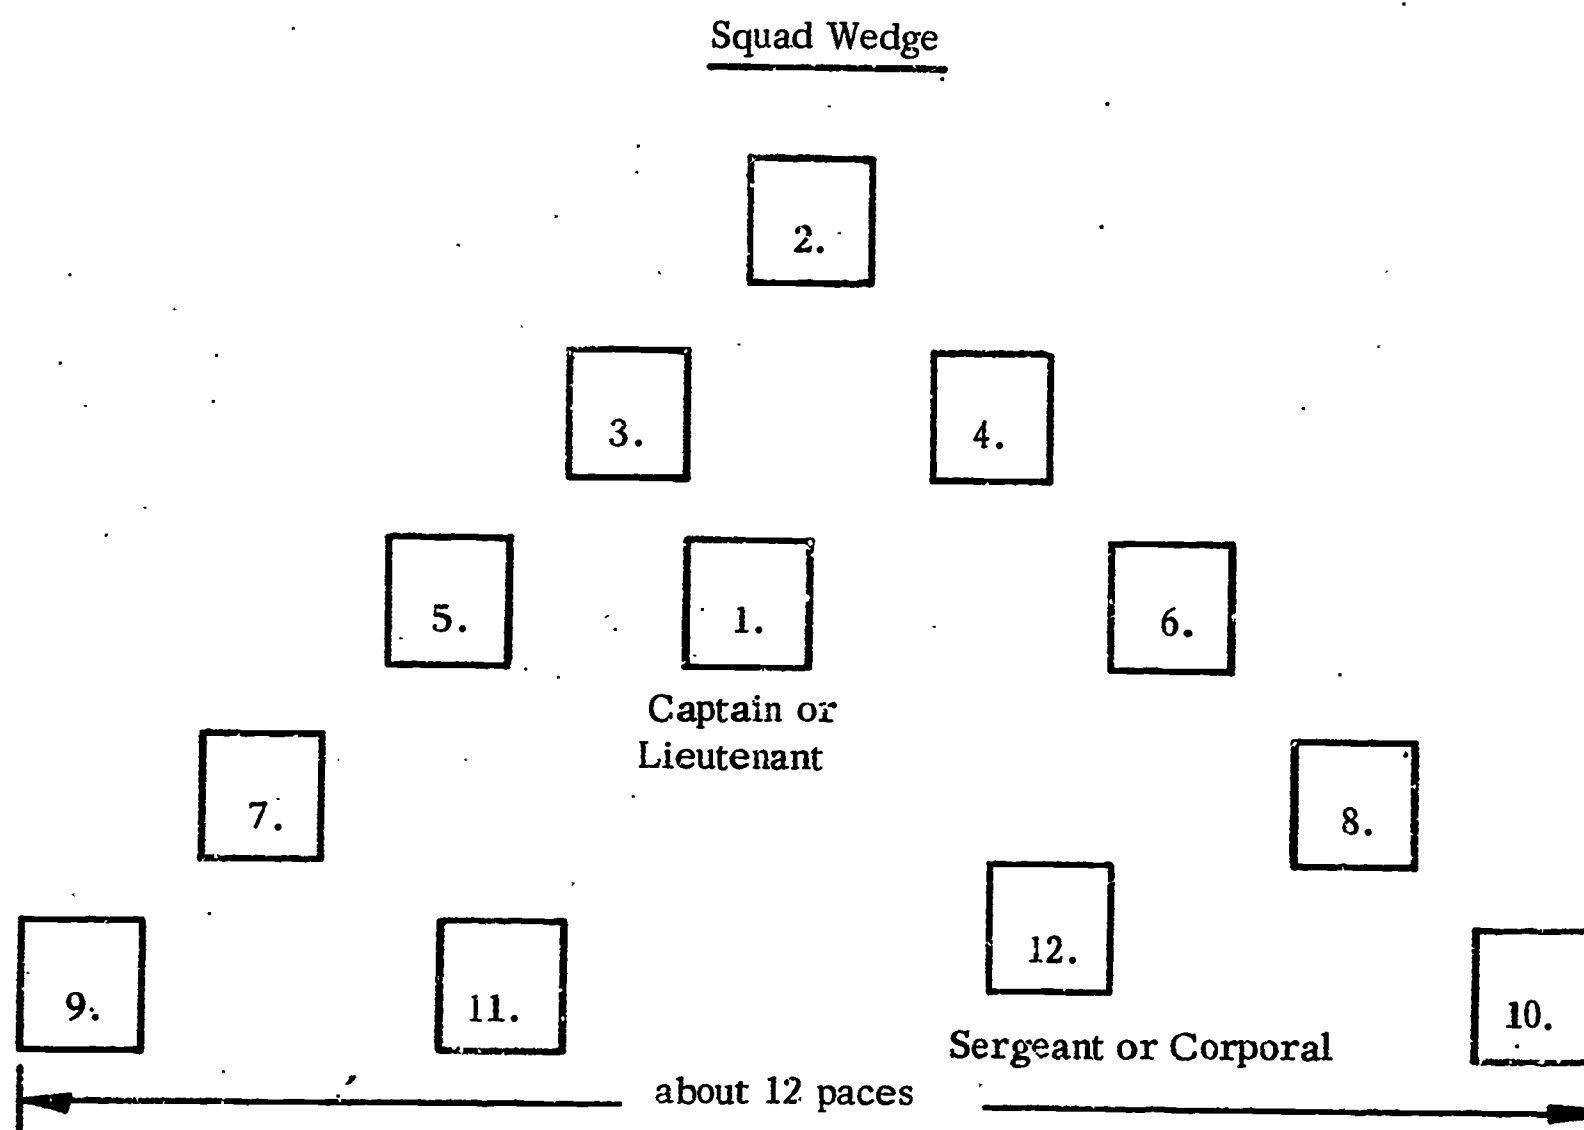 Squad Wedge
2.
3.
4.
5.
1.
6.
Captain or
Lieutenant
7.
8.
9.
11.
12.
10.
Sergeant or Corporal
about 12 paces